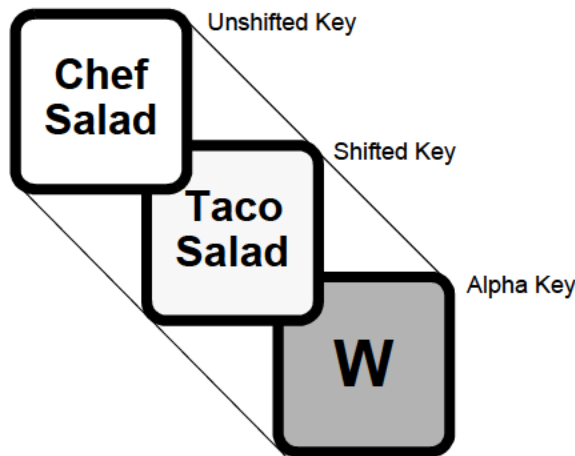 Unshifted Key
Chef
Salad
Shifted Key
Taco
Salad
Alpha Key
W